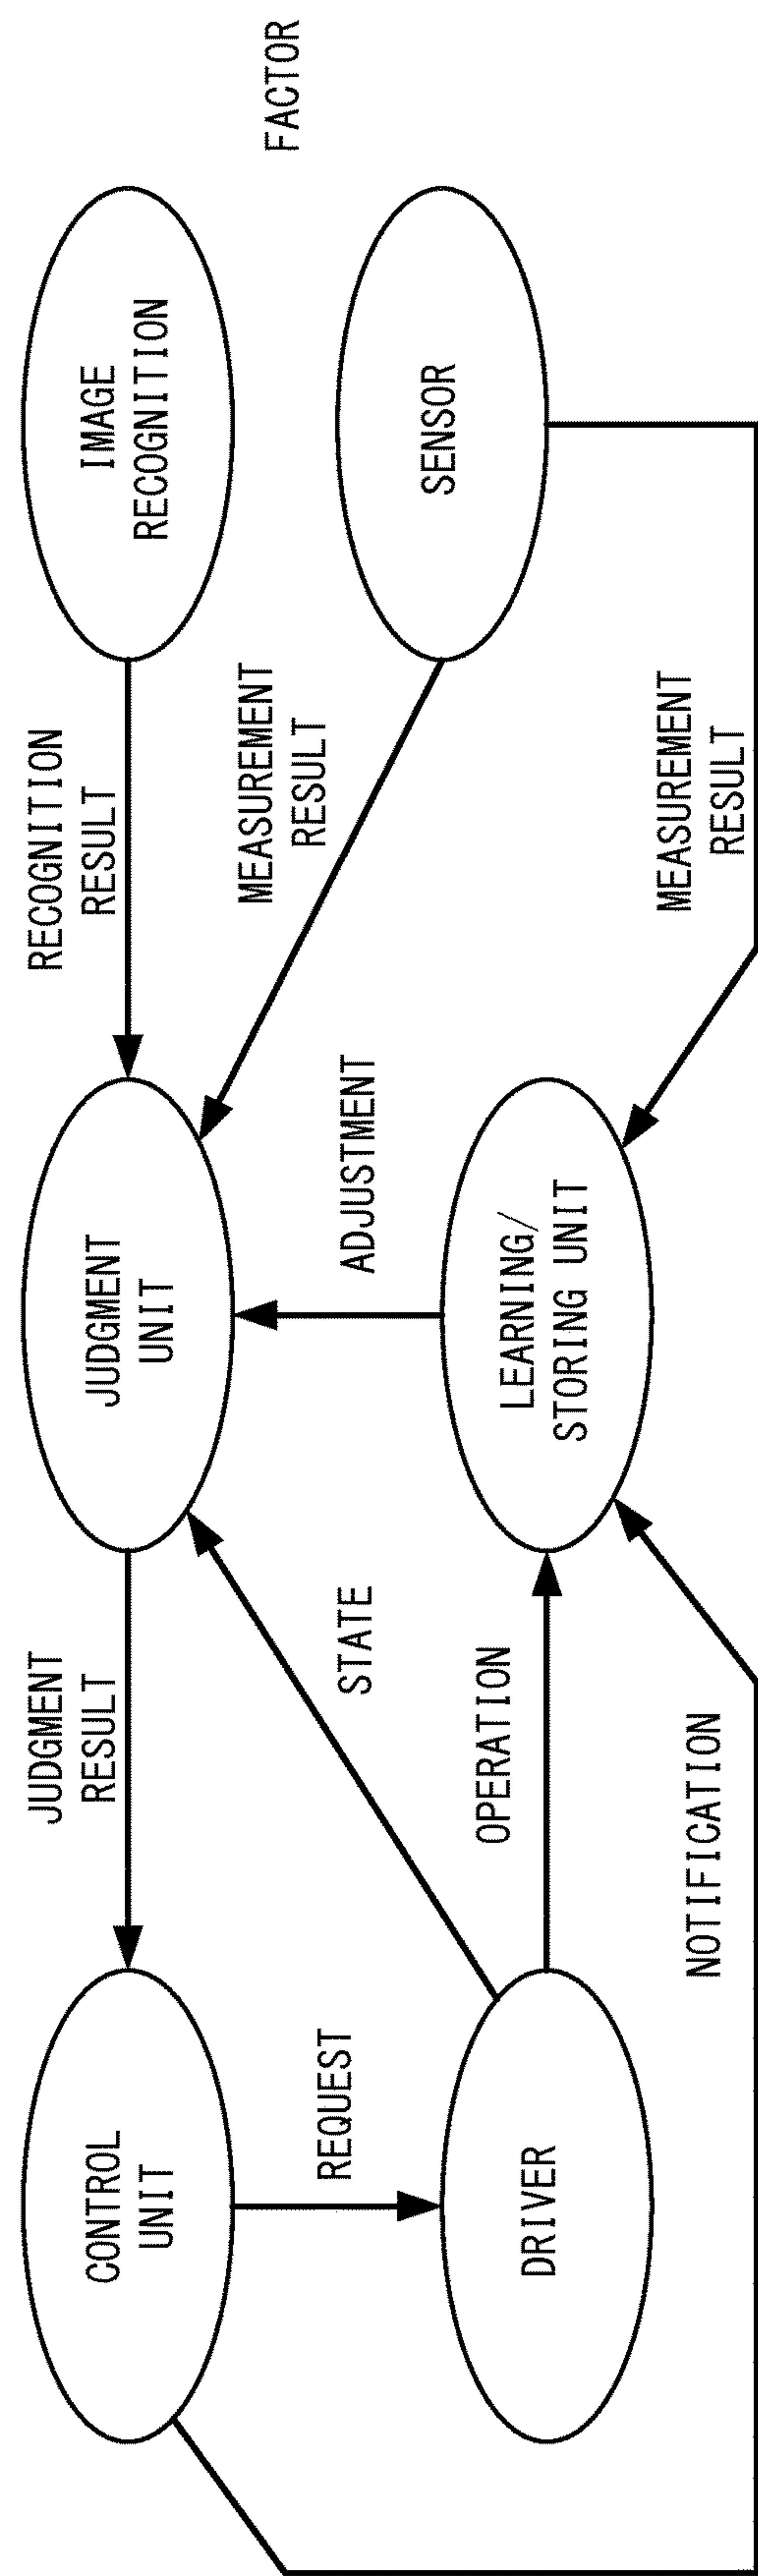 CONTROL
UNIT
JUDGMENT
RESULT
JUDGMENT
UNIT
RECOGNITION
RESULT
IMAGE
RECOGNITION
REQUEST
STATE
ADJUSTMENT
MEASUREMENT
RESULT
FACTOR
DRIVER
OPERATION
LEARNING/
STORING UNIT
SENSOR
NOTIFICATION
MEASUREMENT
RESULT